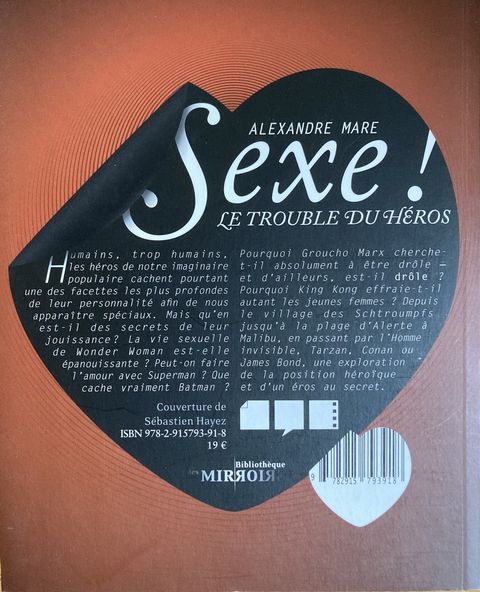 ALEXANDRE MARE
Sexe !
LE TROUBLE DU HÉROS
Humains, trop humains,
les héros de notre imaginaire
populaire cachent pourtant
une des facettes les plus profondes
de leur personnalité afin de nous
apparaître spéciaux. Mais qu'en
est-il des secrets de leur
jouissance? La vie sexuelle
de Wonder Woman est-elle
épanouissante ? Peut-on faire
l'amour avec Superman ? Que
cache vraiment Batman ?
Pourquoi Groucho Marx cherche-
t-il absolument à être drôle —
et d'ailleurs, est-il drôle ?
Pourquoi King Kong effraie-t-il
autant les jeunes femmes ? Depuis
le village des Schtroumpfs
jusqu'à la plage d'Alerte à
Malibu, en passant par l'Homme
invisible, Tarzan, Conan ou
James Bond, une exploration
de la position héroïque
et d'un éros au secret.
Couverture de
Sébastien Hayez
ISBN 978-2-915793-91-8
19 €
Bibliothèque
des MIRROIRS
9 782915 793918